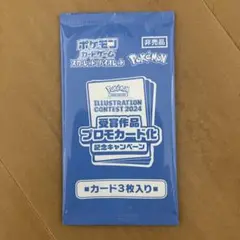 ポケモン
カードゲーム
スカーレット&バイオレット
非売品
Pokémon
Pokémon
ILLUSTRATION
CONTEST 2024
受賞作品
プロモカード化
記念キャンペーン
■カード3枚入り■